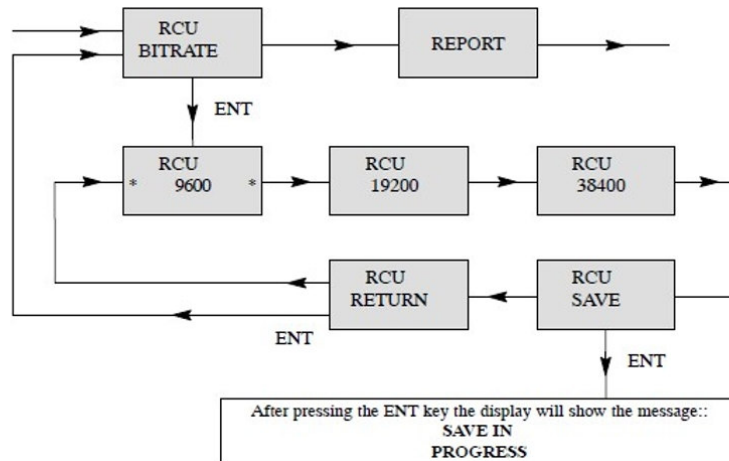 RCU
BITRATE
REPORT
ENT
RCU
* 9600 *
RCU
19200
RCU
38400
RCU
RETURN
RCU
SAVE
ENT
ENT
After pressing the ENT key the display will show the message::
SAVE IN
PROGRESS